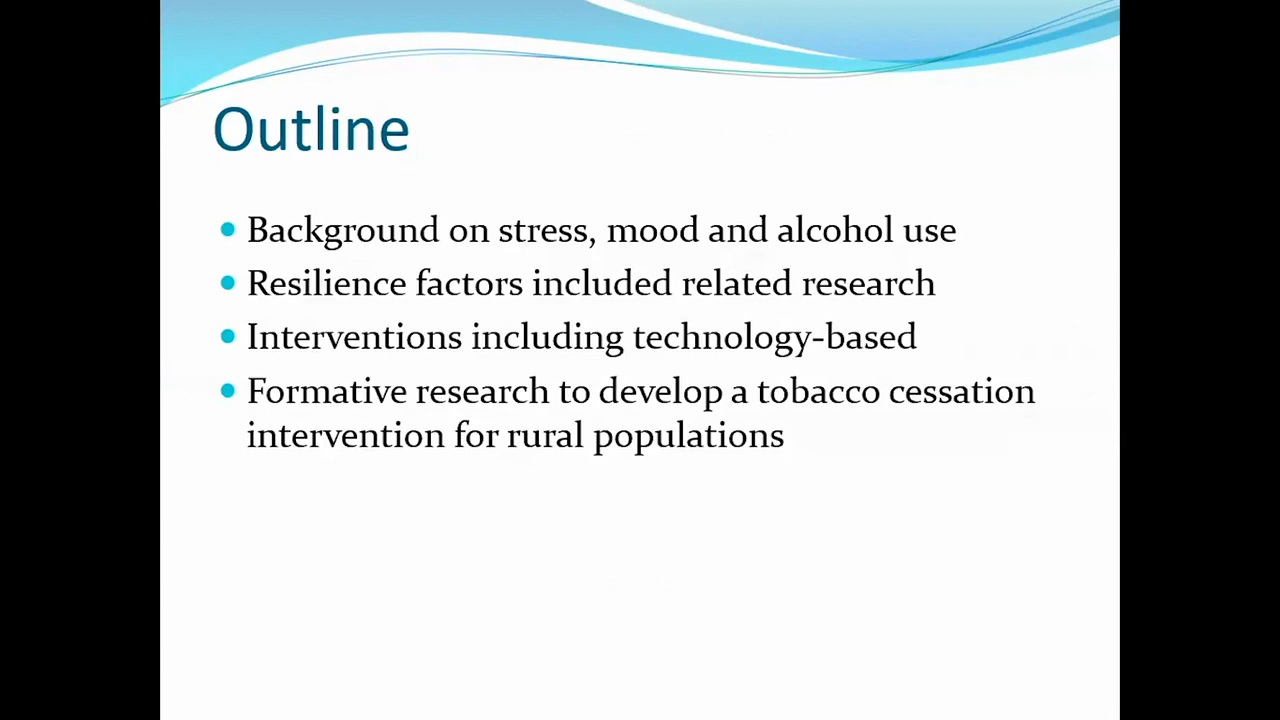 Outline
• Background on stress, mood and alcohol use
• Resilience factors included related research
• Interventions including technology-based
• Formative research to develop a tobacco cessation
intervention for rural populations